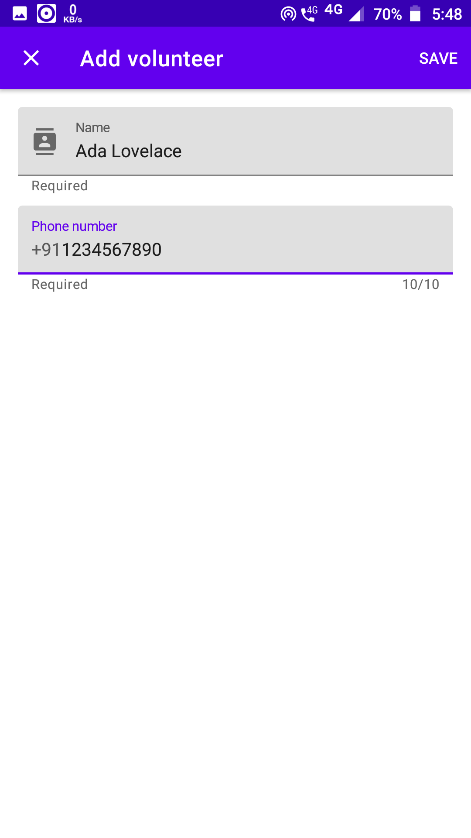 0 KB/s 4G 4G 70% 5:48
Add volunteer SAVE
Name
Ada Lovelace
Required
Phone number
+911234567890
Required 10/10